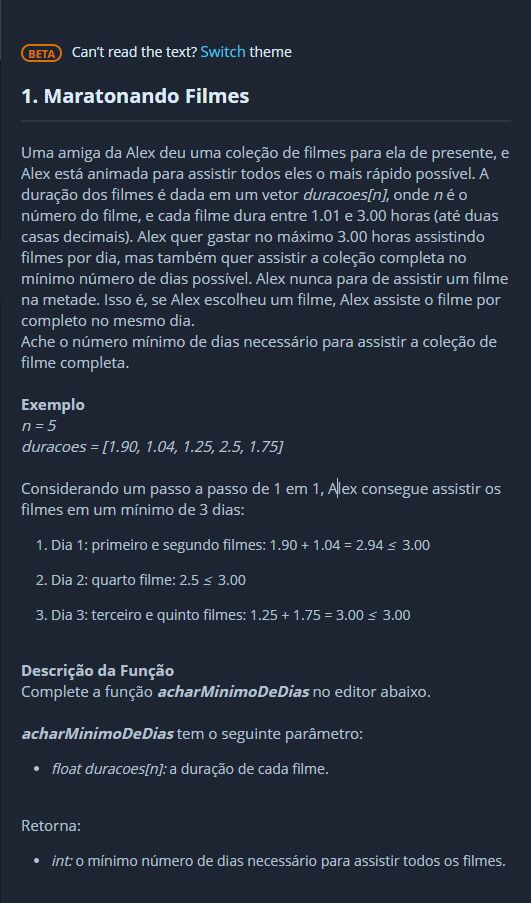 BETA Can't read the text? Switch theme
1. Maratonando Filmes
Uma amiga da Alex deu uma coleção de filmes para ela de presente, e
Alex está animada para assistir todos eles o mais rápido possível. A
duração dos filmes é dada em um vetor duracoes[n], onde n é o
número do filme, e cada filme dura entre 1.01 e 3.00 horas (até duas
casas decimais). Alex quer gastar no máximo 3.00 horas assistindo
filmes por dia, mas também quer assistir a coleção completa no
mínimo número de dias possível. Alex nunca para de assistir um filme
na metade. Isso é, se Alex escolheu um filme, Alex assiste o filme por
completo no mesmo dia.
Ache o número mínimo de dias necessário para assistir a coleção de
filme completa.
Exemplo
n = 5
duracoes = [1.90, 1.04, 1.25, 2.5, 1.75]
Considerando um passo a passo de 1 em 1, Alex consegue assistir os
filmes em um mínimo de 3 dias:
1. Dia 1: primeiro e segundo filmes: 1.90 + 1.04 = 2.94 ≤ 3.00
2. Dia 2: quarto filme: 2.5 ≤ 3.00
3. Dia 3: terceiro e quinto filmes: 1.25 + 1.75 = 3.00 ≤ 3.00
Descrição da Função
Complete a função acharMinimoDeDias no editor abaixo.
acharMinimoDeDias tem o seguinte parâmetro:
• float duracoes[n]: a duração de cada filme.
Retorna:
• int: o mínimo número de dias necessário para assistir todos os filmes.